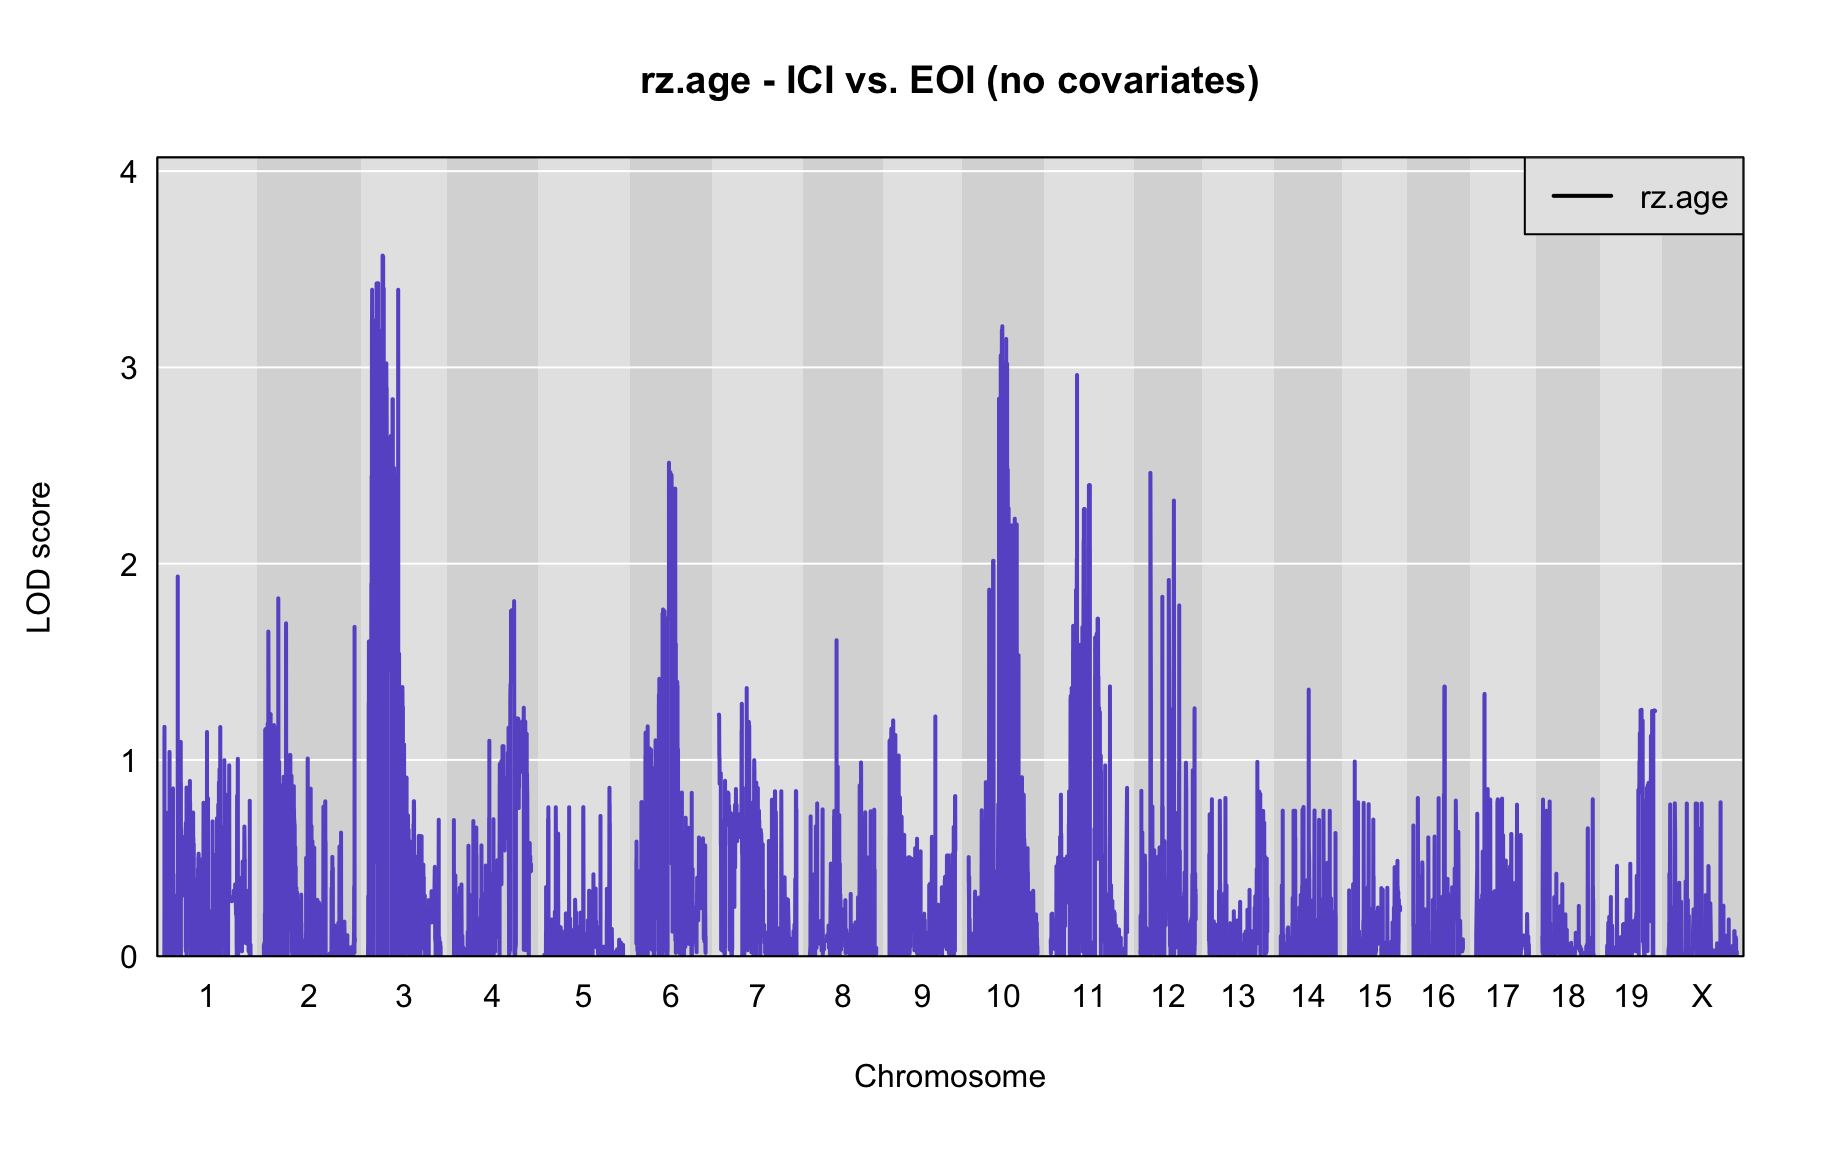 rz.age - ICI vs. EOI (no covariates)
rz.age
4
3
2
1
0
LOD score
1 2 3 4 5 6 7 8 9 10 11 12 13 14 15 16 17 18 19 X
Chromosome